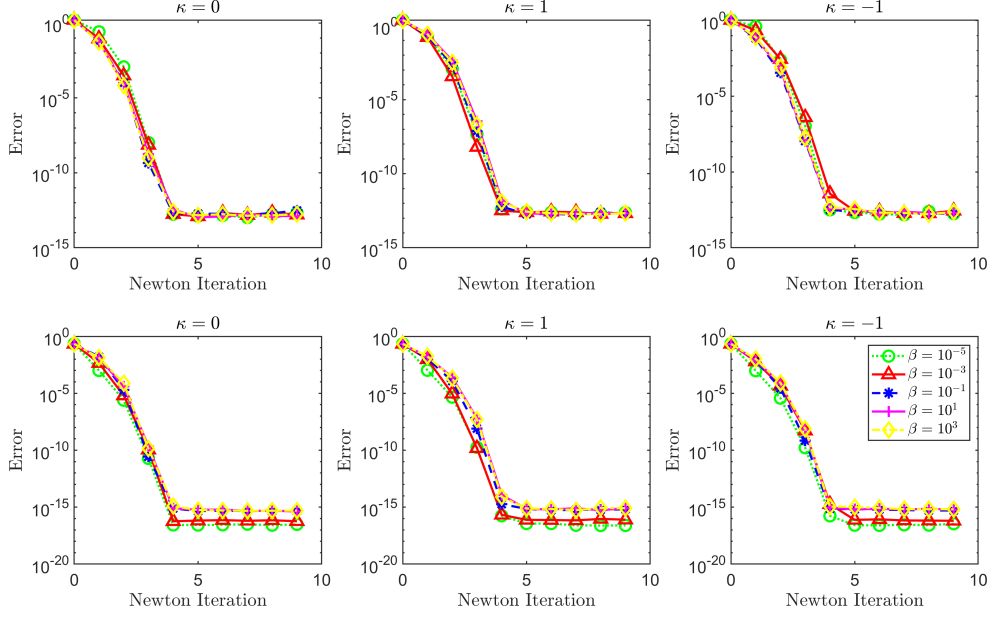 κ = 0
10^0
10^-5
10^-10
10^-15
Error
0
5
10
Newton Iteration
κ = 1
10^0
10^-5
10^-10
10^-15
Error
0
5
10
Newton Iteration
κ = −1
10^0
10^-5
10^-10
10^-15
Error
0
5
10
Newton Iteration
κ = 0
10^0
10^-5
10^-10
10^-15
10^-20
Error
0
5
10
Newton Iteration
κ = 1
10^0
10^-5
10^-10
10^-15
10^-20
Error
0
5
10
Newton Iteration
κ = −1
10^0
10^-5
10^-10
10^-15
10^-20
Error
0
5
10
Newton Iteration
β = 10^-5
β = 10^-3
β = 10^-1
β = 10^1
β = 10^3